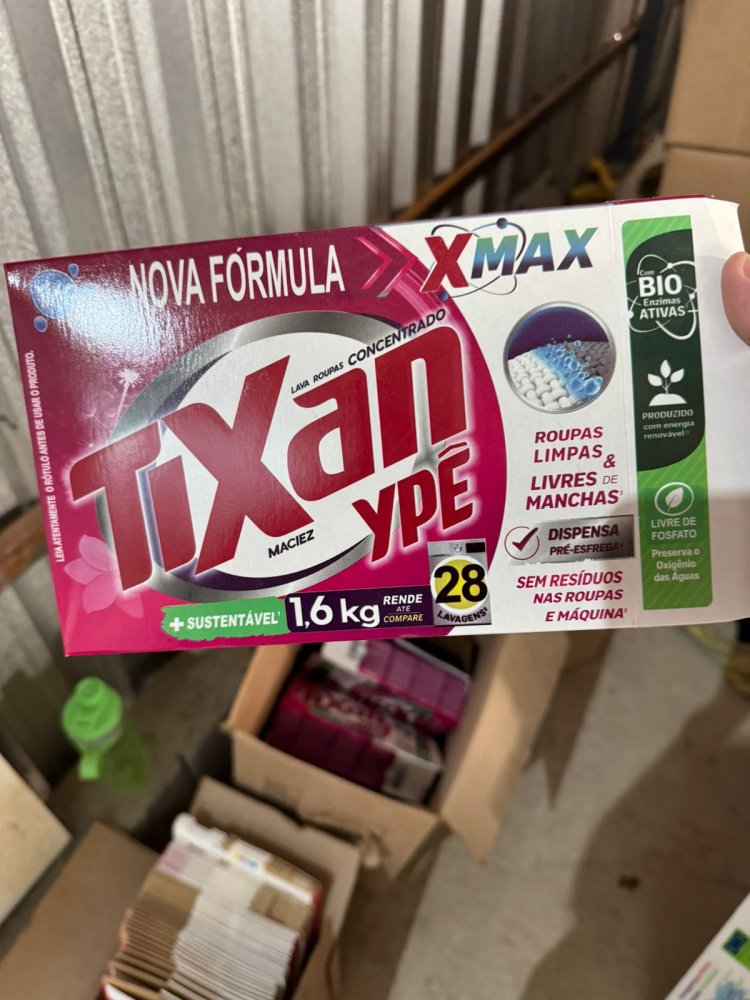 NOVA FÓRMULA
XMAX
LEIA ATENTAMENTE O RÓTULO ANTES DE USAR O PRODUTO.
LAVA ROUPAS CONCENTRADO
TiXan
YPÊ
MACIEZ
+ SUSTENTÁVEL¹
1,6 kg
RENDE
ATÉ
COMPARE
28
LAVAGENS
ROUPAS
LIMPAS &
LIVRES DE
MANCHAS
DISPENSA
PRÉ-ESFREGA
SEM RESÍDUOS
NAS ROUPAS
E MÁQUINA
Com
BIO
Enzimas
ATIVAS
PRODUZIDO
com energia
renovável
LIVRE DE
FOSFATO
Preserva o
Oxigênio
das Águas